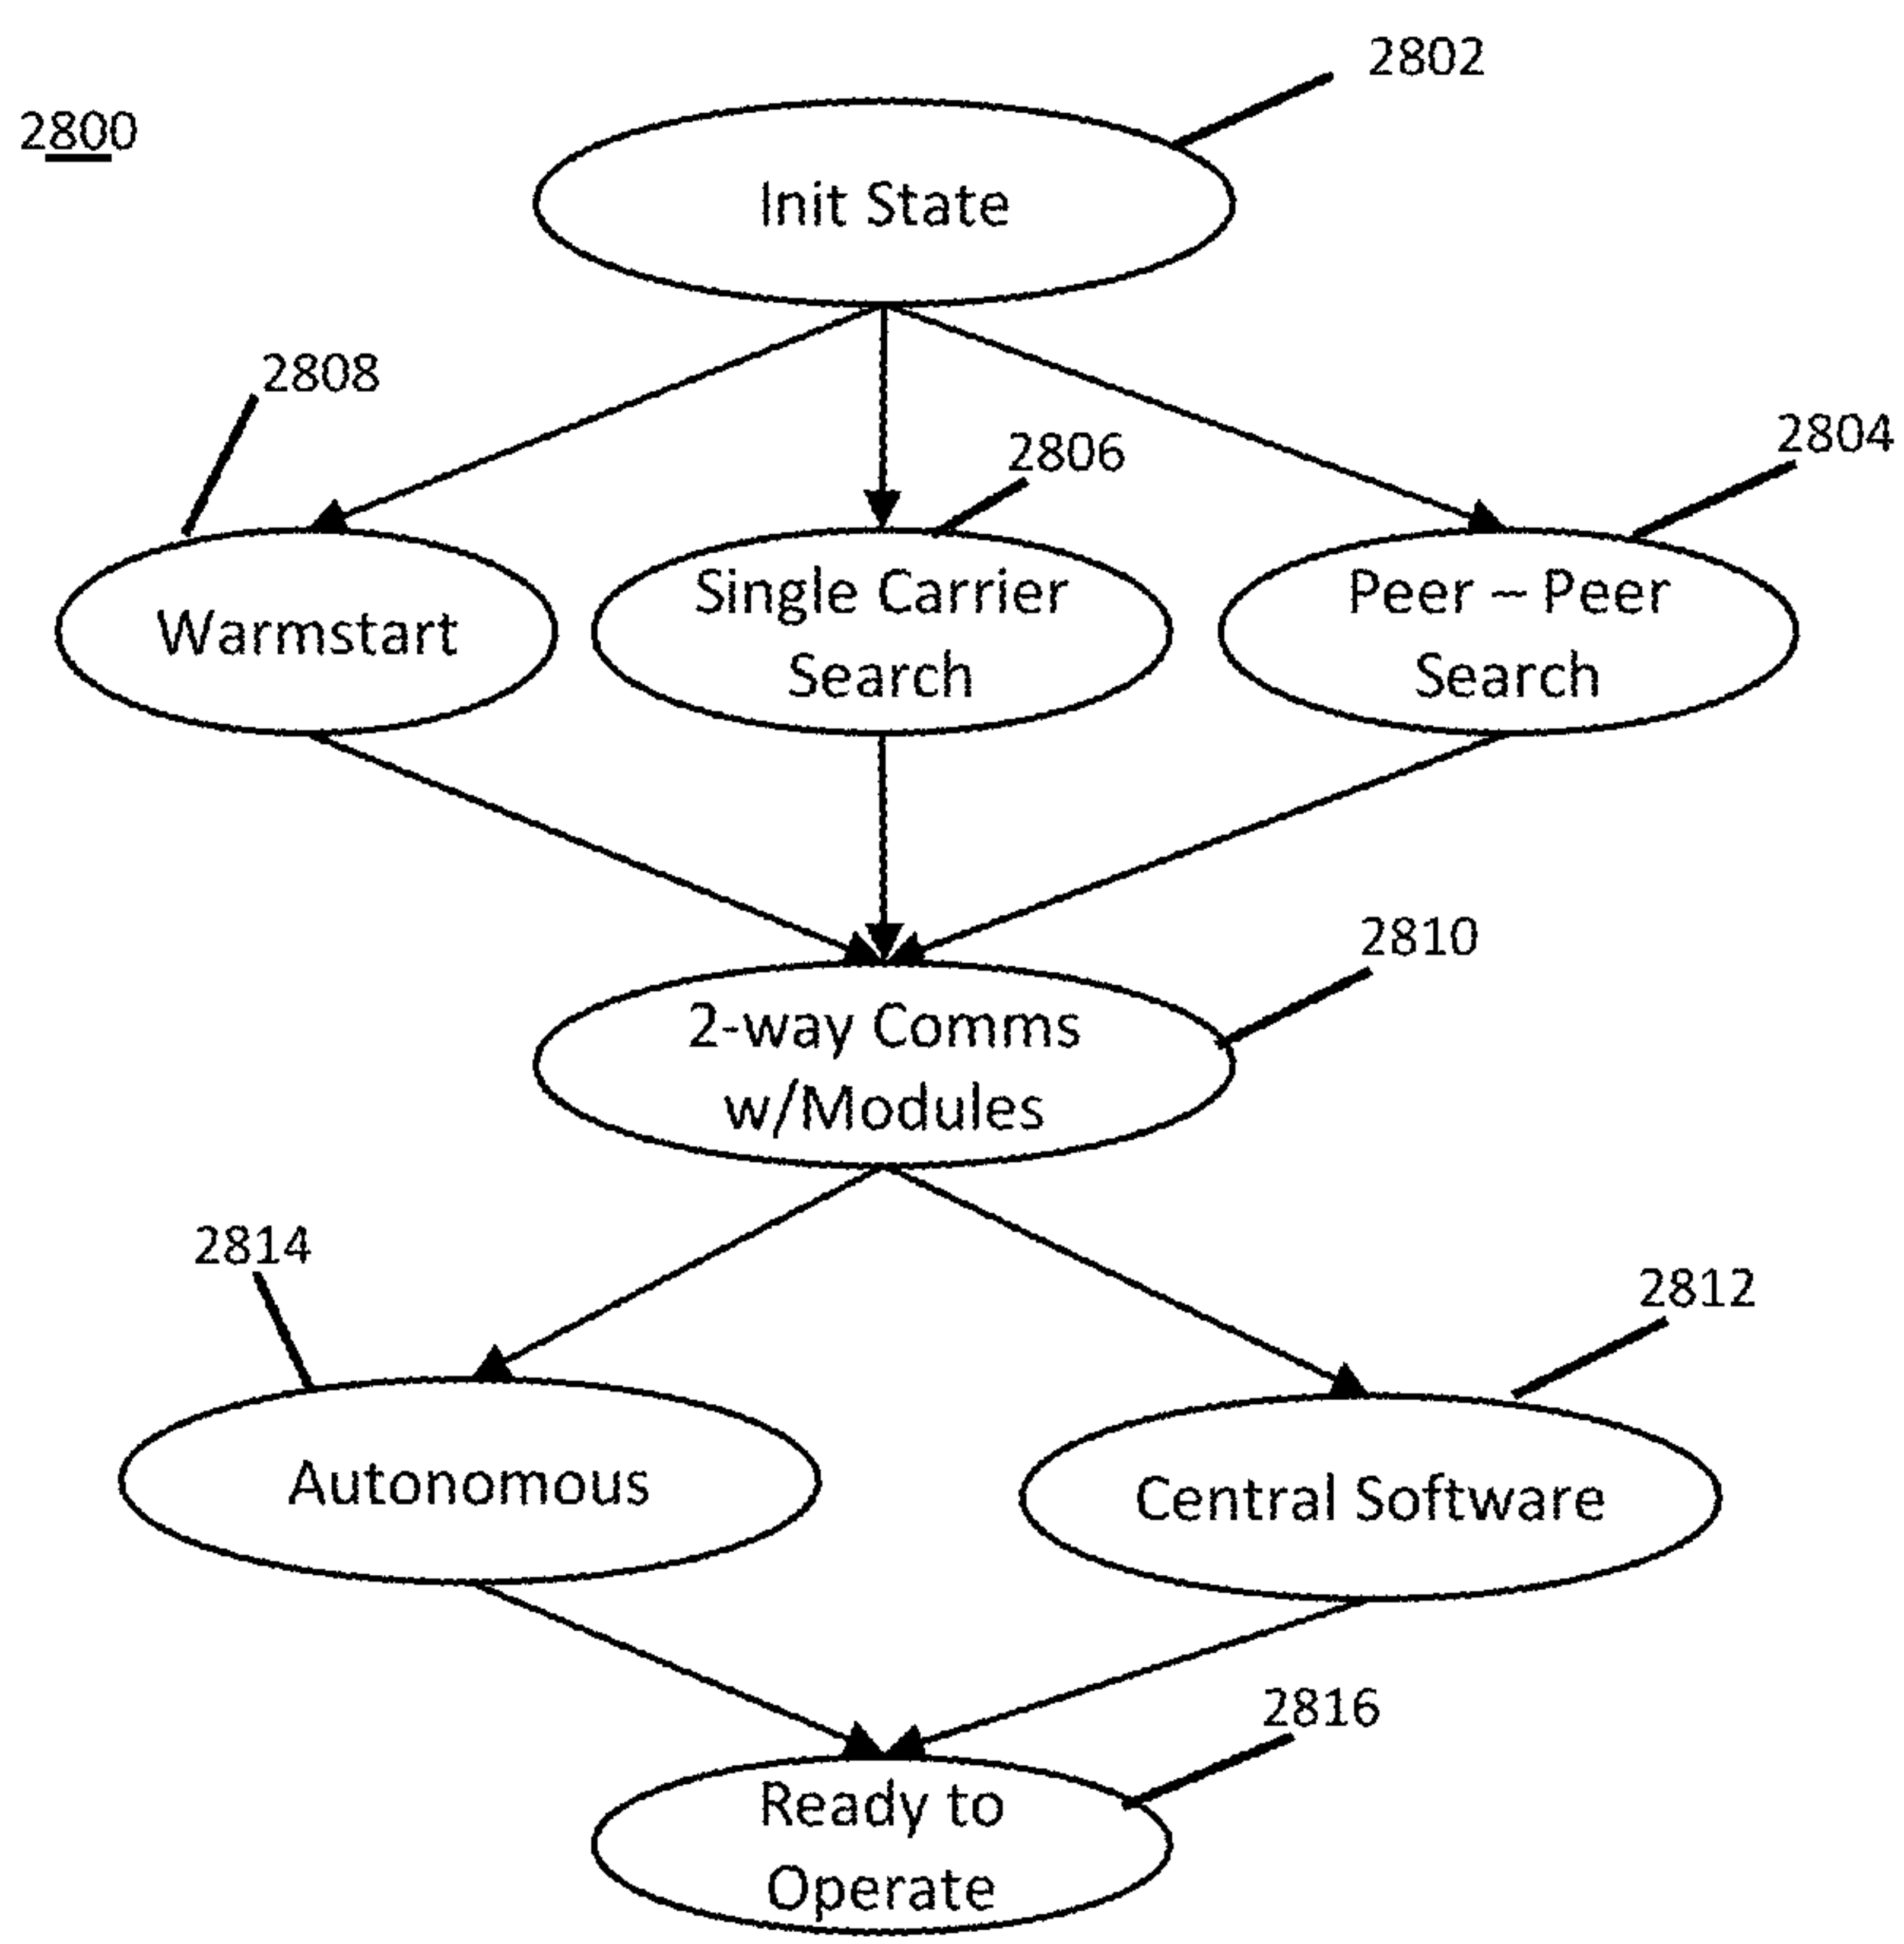 2802
2800
Init State
2808
2806
2804
Warmstart
Single Carrier
Search
Peer – Peer
Search
2810
2-way Comms
w/Modules
2814
2812
Autonomous
Central Software
2816
Ready to
Operate